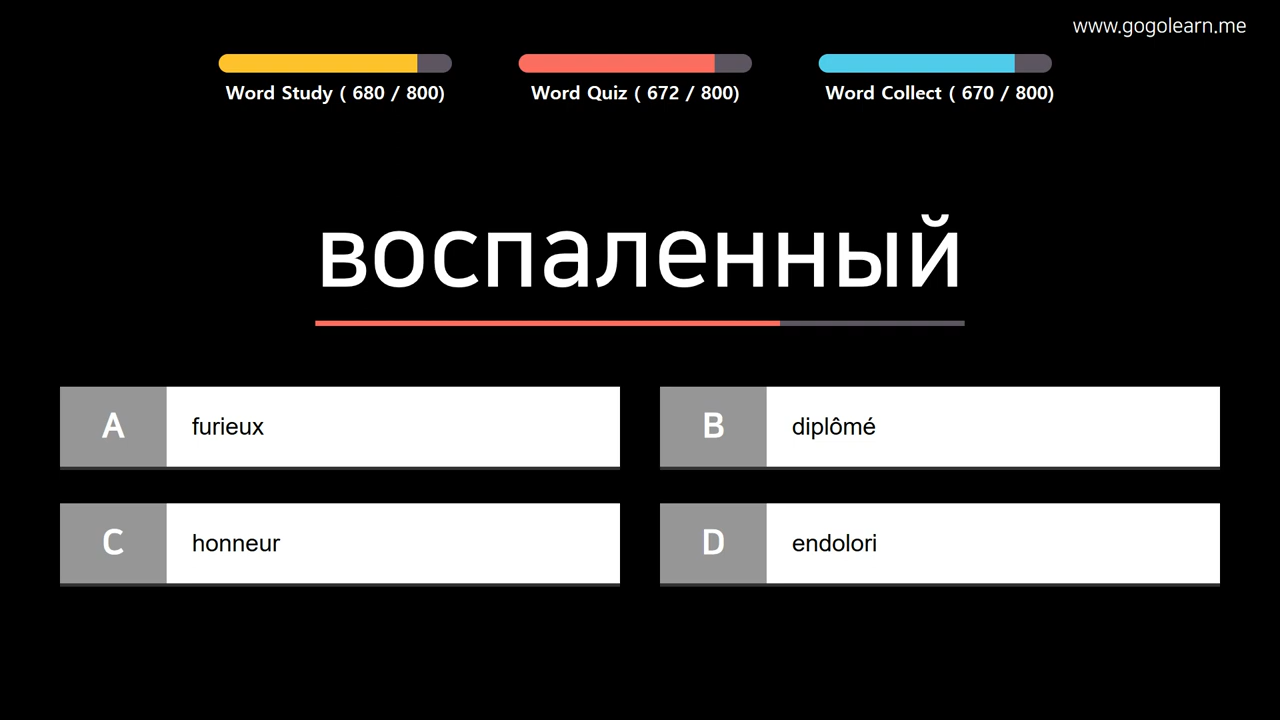 www.gogolearn.me
Word Study ( 680 / 800)
Word Quiz ( 672 / 800)
Word Collect ( 670 / 800)
воспаленный
A furieux
B diplômé
C honneur
D endolori